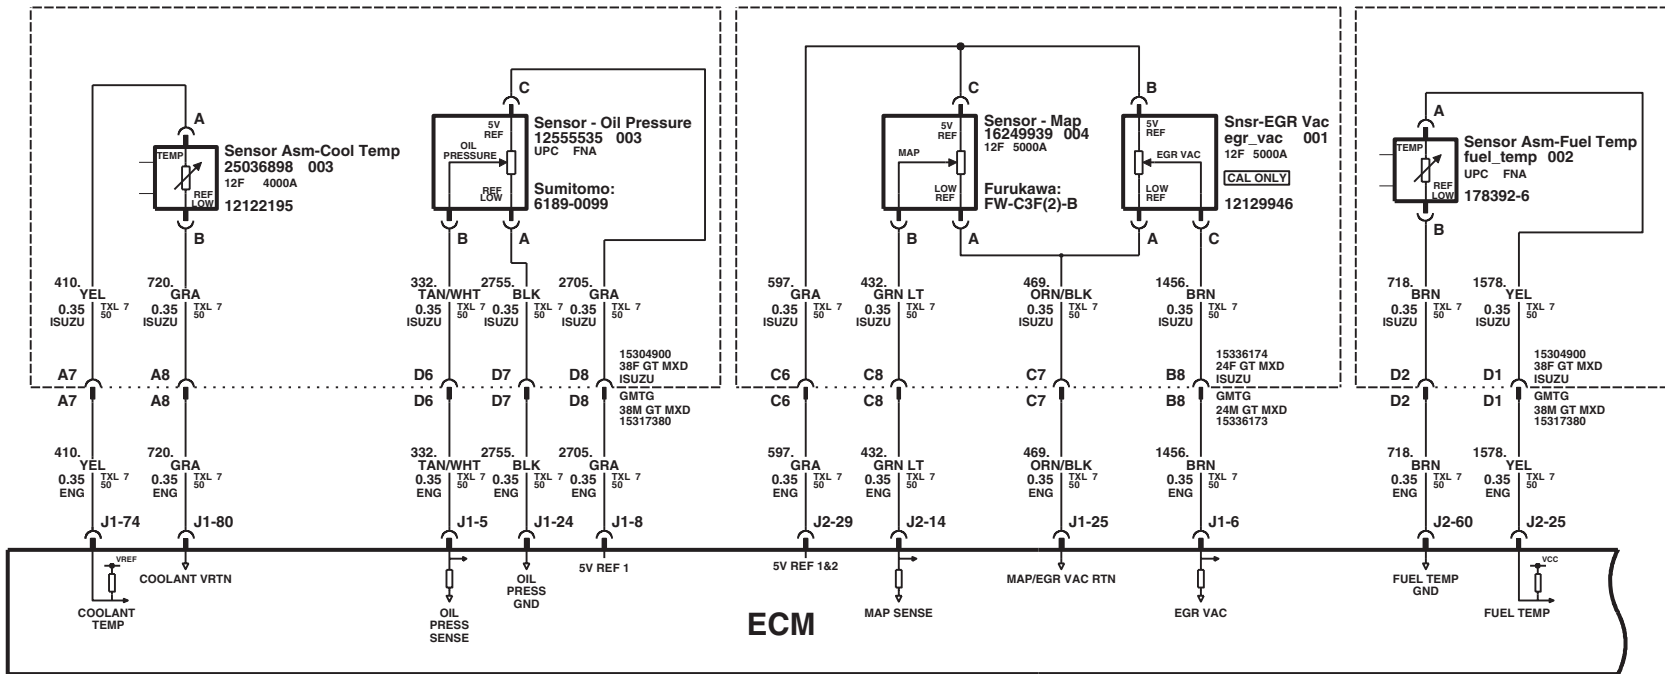 A
TEMP
REF
LOW
B
Sensor Asm-Cool Temp
25036898 003
12F 4000A
12122195
C
5V
REF
OIL
PRESSURE
REF
LOW
B
A
Sensor - Oil Pressure
12555535 003
UPC FNA
Sumitomo:
6189-0099
C
5V
REF
MAP
LOW
REF
B
A
Sensor - Map
16249939 004
12F 5000A
Furukawa:
FW-C3F(2)-B
B
5V
REF
EGR VAC
LOW
REF
A
C
Snsr-EGR Vac
egr_vac 001
12F 5000A
CAL ONLY
12129946
A
TEMP
REF
LOW
B
Sensor Asm-Fuel Temp
fuel_temp 002
UPC FNA
178392-6
410.
YEL
0.35 TXL 7
50
ISUZU
720.
GRA
0.35 TXL 7
50
ISUZU
332.
TAN/WHT
0.35 TXL 7
50
ISUZU
2755.
BLK
0.35 TXL 7
50
ISUZU
2705.
GRA
0.35 TXL 7
50
ISUZU
597.
GRA
0.35 TXL 7
50
ISUZU
432.
GRN LT
0.35 TXL 7
50
ISUZU
469.
ORN/BLK
0.35 TXL 7
50
ISUZU
1456.
BRN
0.35 TXL 7
50
ISUZU
718.
BRN
0.35 TXL 7
50
ISUZU
1578.
YEL
0.35 TXL 7
50
ISUZU
15304900
38F GT MXD
ISUZU
15336174
24F GT MXD
ISUZU
15304900
38F GT MXD
ISUZU
A7 A8 D6 D7 D8 C6 C8 C7 B8 D2 D1
A7 A8 D6 D7 D8 C6 C8 C7 B8 D2 D1
GMTG
38M GT MXD
15317380
GMTG
24M GT MXD
15336173
GMTG
38M GT MXD
15317380
410.
YEL
0.35 TXL 7
50
ENG
720.
GRA
0.35 TXL 7
50
ENG
332.
TAN/WHT
0.35 TXL 7
50
ENG
2755.
BLK
0.35 TXL 7
50
ENG
2705.
GRA
0.35 TXL 7
50
ENG
597.
GRA
0.35 TXL 7
50
ENG
432.
GRN LT
0.35 TXL 7
50
ENG
469.
ORN/BLK
0.35 TXL 7
50
ENG
1456.
BRN
0.35 TXL 7
50
ENG
718.
BRN
0.35 TXL 7
50
ENG
1578.
YEL
0.35 TXL 7
50
ENG
J1-74 J1-80 J1-5 J1-24 J1-8 J2-29 J2-14 J1-25 J1-6 J2-60 J2-25
VREF
COOLANT
TEMP
COOLANT VRTN
OIL
PRESS
SENSE
OIL
PRESS
GND
5V REF 1
5V REF 1&2
MAP SENSE
MAP/EGR VAC RTN
EGR VAC
FUEL TEMP
GND
VCC
FUEL TEMP
ECM